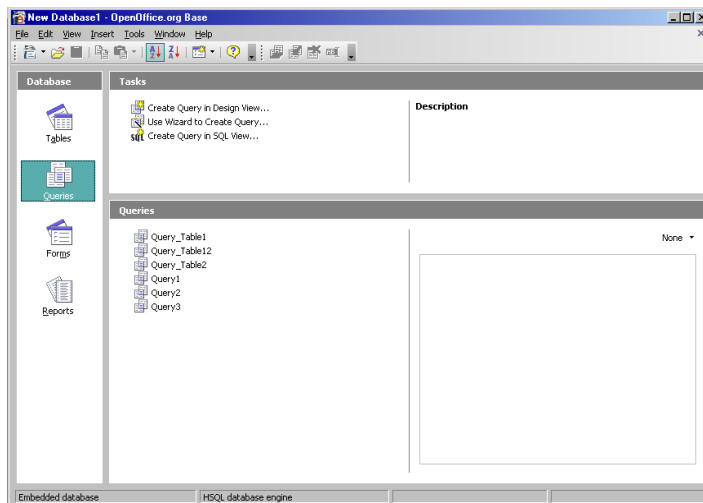 New Database1 - OpenOffice.org Base
File Edit View Insert Tools Window Help
Database
Tables
Queries
Forms
Reports
Tasks
Create Query in Design View...
Use Wizard to Create Query...
SQL Create Query in SQL View...
Description
Queries
Query_Table1
Query_Table12
Query_Table2
Query1
Query2
Query3
None
Embedded database
HSQL database engine